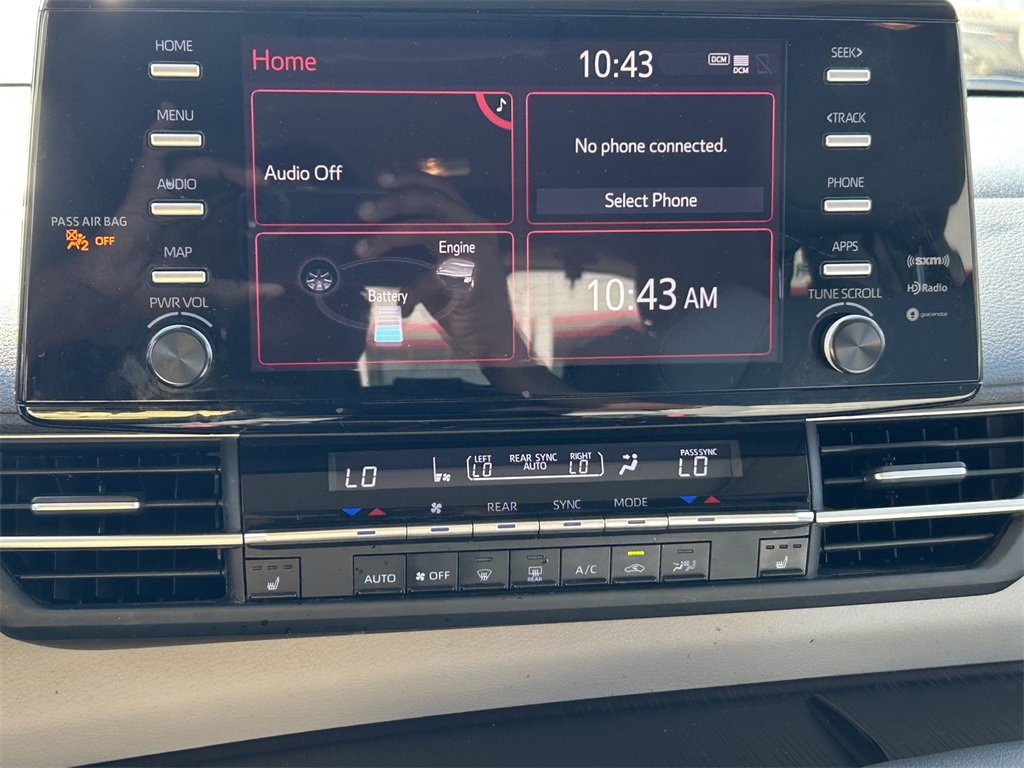 HOME
MENU
AUDIO
PASS AIR BAG
2 OFF
MAP
PWR VOL
Home
10:43
DCM
DCM
Audio Off
No phone connected.
Select Phone
Engine
Battery
10:43 AM
SEEK>
<TRACK
PHONE
APPS
TUNE SCROLL
((SXM))
HD Radio
gracenote
LO
LEFT
LO
REAR SYNC
AUTO
RIGHT
LO
PASS SYNC
LO
REAR
SYNC
MODE
AUTO
OFF
REAR
A/C